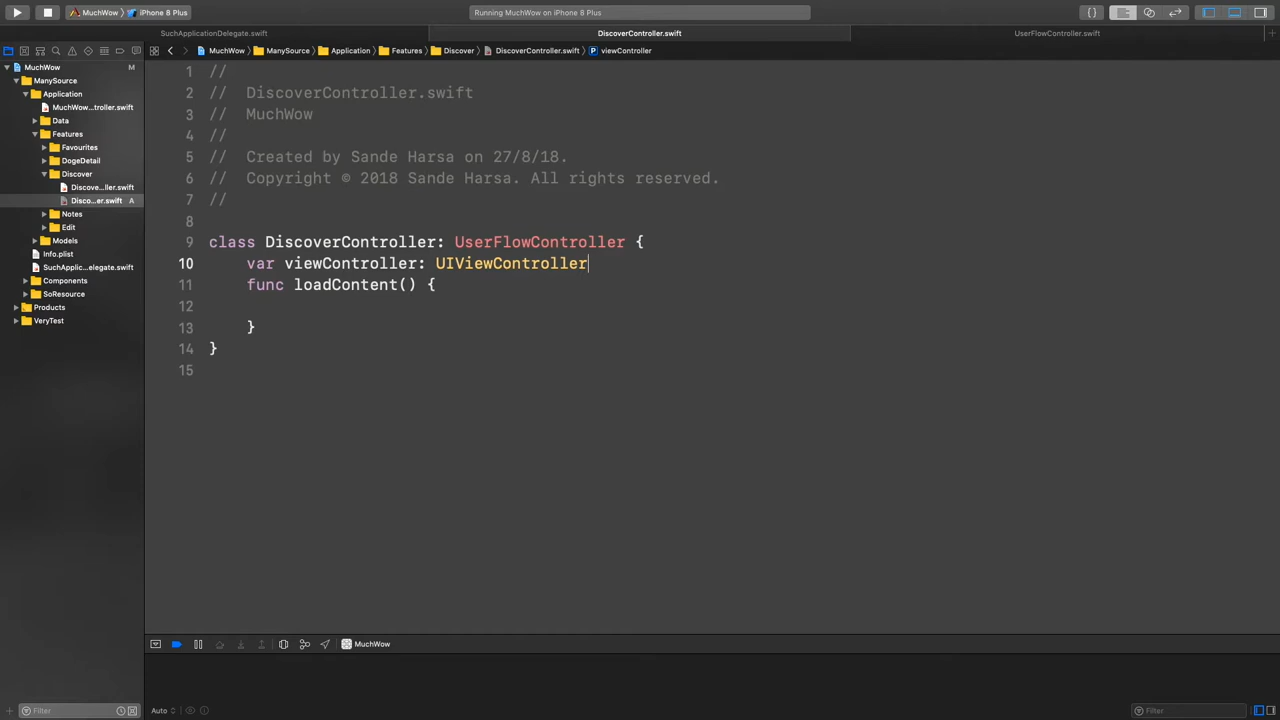 MuchWow
iPhone 8 Plus
Running MuchWow on iPhone 8 Plus
SuchApplicationDelegate.swift
DiscoverController.swift
UserFlowController.swift
MuchWow
ManySource
Application
Features
Discover
DiscoverController.swift
viewController
MuchWow M
ManySource
Application
MuchWow...troller.swift
Data
Features
Favourites
DogeDetail
Discover
Discove...ller.swift
Disco...er.swift A
Notes
Edit
Models
Info.plist
SuchApplic...elegate.swift
Components
SoResource
Products
VeryTest
1 //
2 // DiscoverController.swift
3 // MuchWow
4 //
5 // Created by Sande Harsa on 27/8/18.
6 // Copyright © 2018 Sande Harsa. All rights reserved.
7 //
8
9 class DiscoverController: UserFlowController {
10 var viewController: UIViewController
11 func loadContent() {
12
13 }
14 }
15
MuchWow
Filter
Auto
Filter